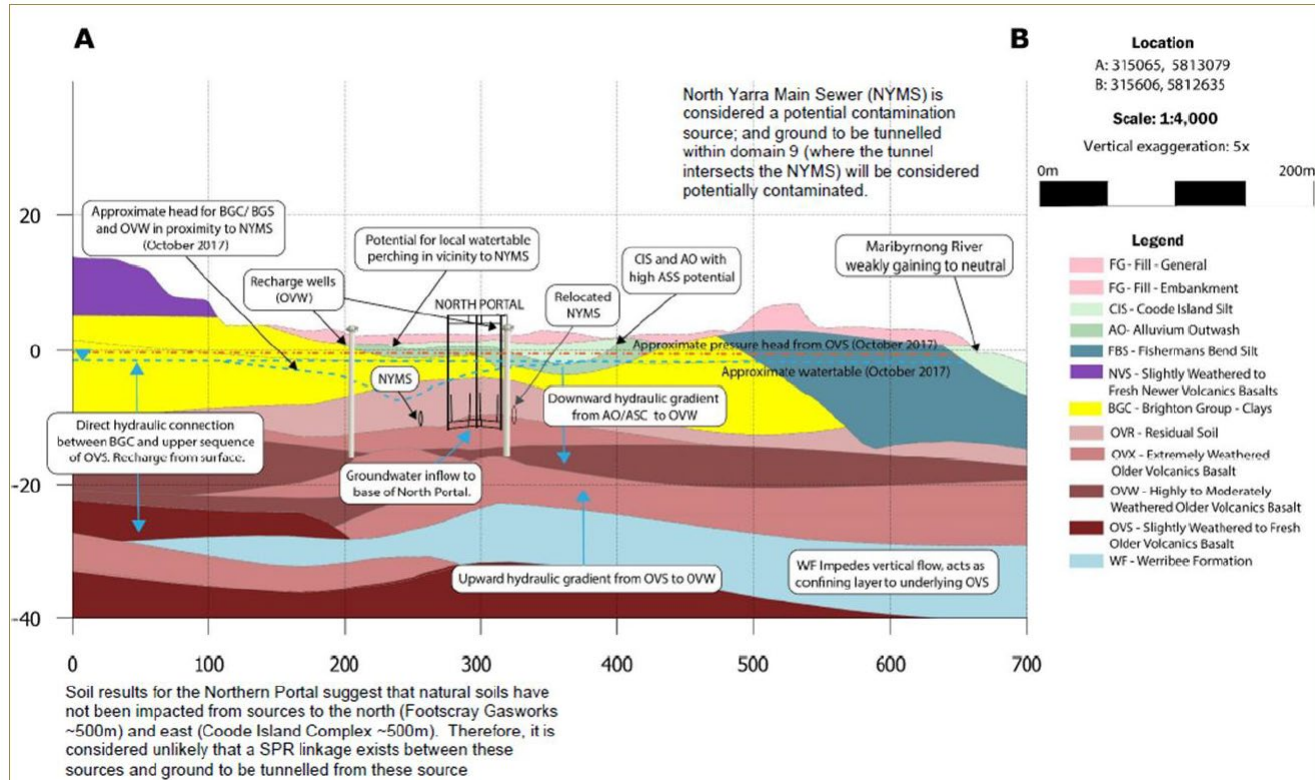 A
B
North Yarra Main Sewer (NYMS) is
considered a potential contamination
source; and ground to be tunnelled
within domain 9 (where the tunnel
intersects the NYMS) will be considered
potentially contaminated.
Location
A: 315065, 5813079
B: 315606, 5812635
Scale: 1:4,000
Vertical exaggeration: 5x
0m
200m
20
0
-20
-40
Approximate head for BGC/ BGS
and OVW in proximity to NYMS
(October 2017)
Potential for local watertable
perching in vicinity to NYMS
Recharge wells
(OVW)
NORTH PORTAL
Relocated
NYMS
CIS and AO with
high ASS potential
Maribyrnong River
weakly gaining to neutral
Approximate pressure head from OVS (October 2017)
Approximate watertable (October 2017)
NYMS
Downward hydraulic gradient
from AO/ASC to OVW
Direct hydraulic connection
between BGC and upper sequence
of OVS. Recharge from surface.
Groundwater inflow to
base of North Portal.
Upward hydraulic gradient from OVS to 0VW
WF Impedes vertical flow, acts as
confining layer to underlying OVS
0
100
200
300
400
500
600
700
Legend
FG - Fill - General
FG - Fill - Embankment
CIS - Coode Island Silt
AO- Alluvium Outwash
FBS - Fishermans Bend Silt
NVS - Slightly Weathered to
Fresh Newer Volcanics Basalts
BGC - Brighton Group - Clays
OVR - Residual Soil
OVX - Extremely Weathered
Older Volcanics Basalt
OVW - Highly to Moderately
Weathered Older Volcanics Basalt
OVS - Slightly Weathered to Fresh
Older Volcanics Basalt
WF - Werribee Formation
Soil results for the Northern Portal suggest that natural soils have
not been impacted from sources to the north (Footscray Gasworks
~500m) and east (Coode Island Complex ~500m). Therefore, it is
considered unlikely that a SPR linkage exists between these
sources and ground to be tunnelled from these source